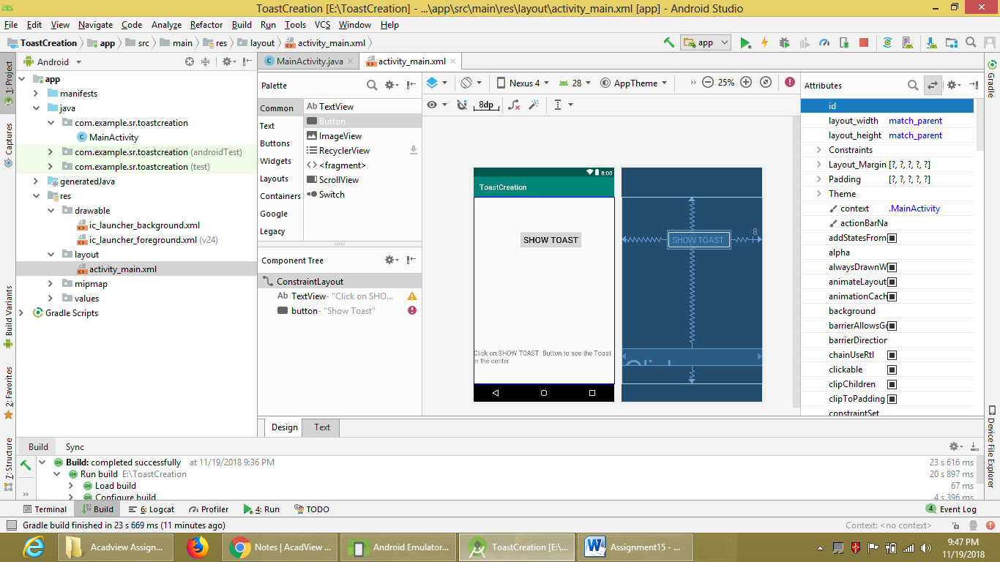 ToastCreation [E:\ToastCreation] - ...\app\src\main\res\layout\activity_main.xml [app] - Android Studio
File Edit View Navigate Code Analyze Refactor Build Run Tools VCS Window Help
ToastCreation app src main res layout activity_main.xml app
1: Project
Captures
Build Variants
2: Favorites
7: Structure
Android
app
manifests
java
com.example.sr.toastcreation
MainActivity
com.example.sr.toastcreation (androidTest)
com.example.sr.toastcreation (test)
generatedJava
res
drawable
ic_launcher_background.xml
ic_launcher_foreground.xml (v24)
layout
activity_main.xml
mipmap
values
Gradle Scripts
MainActivity.java activity_main.xml
Palette
Common
Text
Buttons
Widgets
Layouts
Containers
Google
Legacy
Ab TextView
Button
ImageView
RecyclerView
<fragment>
ScrollView
Switch
Component Tree
ConstraintLayout
Ab TextView- "Click on SHO...
button- "Show Toast"
Nexus 4 28 AppTheme 25%
8dp
8:00
ToastCreation
SHOW TOAST
Click on SHOW TOAST Button to see the Toast
in the center
SHOW TOAST
8
Design Text
Attributes
id
layout_width match_parent
layout_height match_parent
Constraints
Layout_Margin [?, ?, ?, ?, ?]
Padding [?, ?, ?, ?, ?]
Theme
context .MainActivity
actionBarNa
addStatesFrom
alpha
alwaysDrawnW
animateLayout
animationCach
background
barrierAllowsGo
barrierDirection
chainUseRtl
clickable
clipChildren
clipToPadding
constraintSet
Gradle
Device File Explorer
Build Sync
Build: completed successfully at 11/19/2018 9:36 PM 23 s 616 ms
Run build E:\ToastCreation 20 s 897 ms
Load build 67 ms
Configure build 4 s 396 ms
Terminal Build 6: Logcat Profiler 4: Run TODO 4 Event Log
Gradle build finished in 23 s 669 ms (11 minutes ago) Context: <no context>
Acadview Assign... Notes | AcadView ... Android Emulator... ToastCreation [E:\... Assignment15 - ... 9:47 PM
11/19/2018